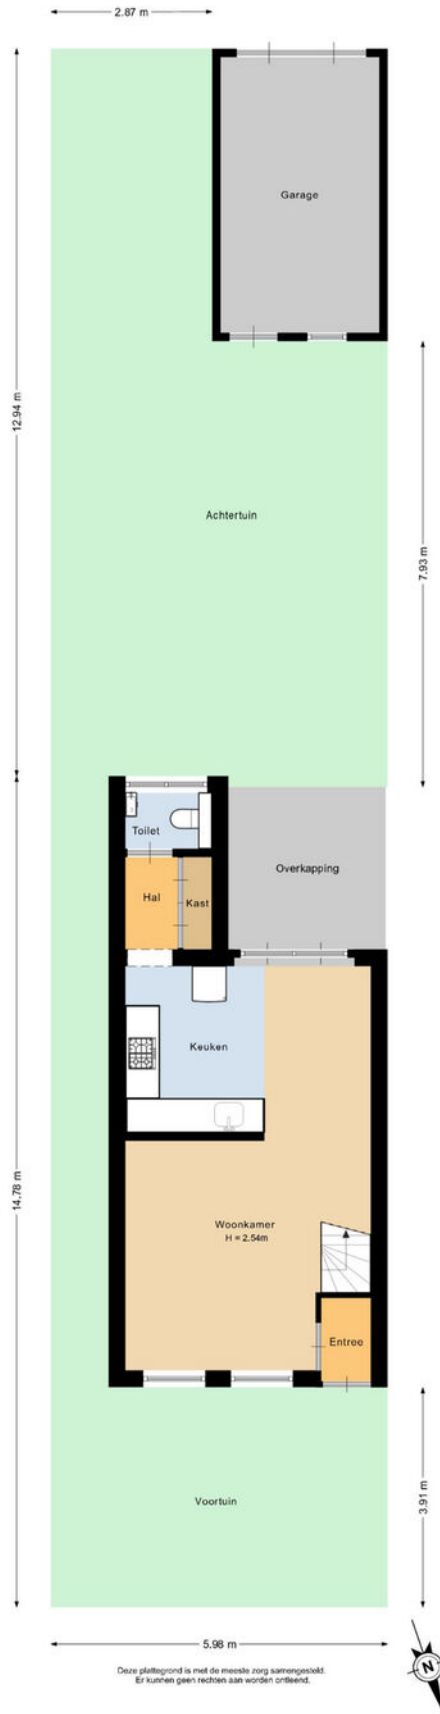 2.87 m
Garage
12.94 m
Achtertuin
7.93 m
Toilet
Hal
Kast
Overkapping
Keuken
14.78 m
Woonkamer
H = 2.54m
Entree
Voortuin
3.91 m
5.98 m
N
Deze plattegrond is met de meeste zorg samengesteld.
Er kunnen geen rechten aan worden ontleend.